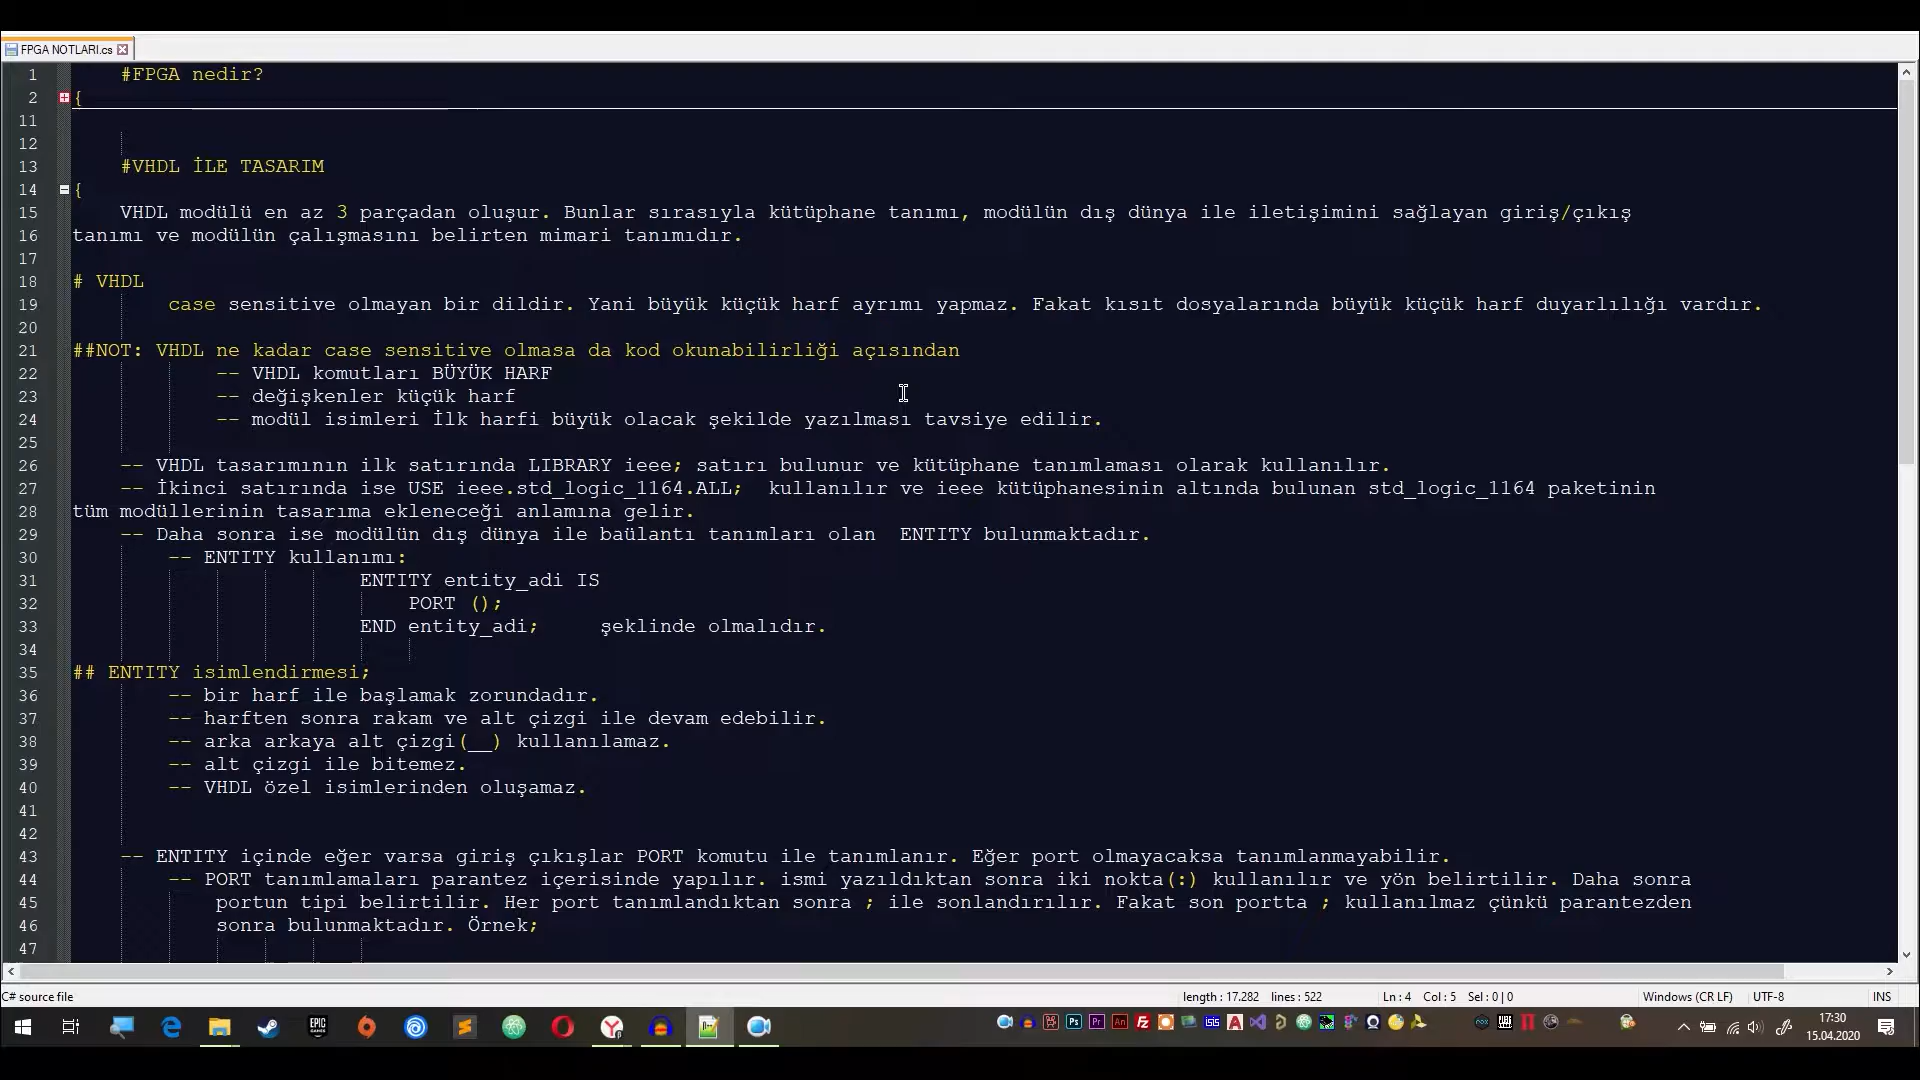 FPGA NOTLARI.cs
1 #FPGA nedir?
2 {
11
12
13 #VHDL İLE TASARIM
14 {
15 VHDL modülü en az 3 parçadan oluşur. Bunlar sırasıyla kütüphane tanımı, modülün dış dünya ile iletişimini sağlayan giriş/çıkış
16 tanımı ve modülün çalışmasını belirten mimari tanımıdır.
17
18 # VHDL
19 case sensitive olmayan bir dildir. Yani büyük küçük harf ayrımı yapmaz. Fakat kısıt dosyalarında büyük küçük harf duyarlılığı vardır.
20
21 ##NOT: VHDL ne kadar case sensitive olmasa da kod okunabilirliği açısından
22 -- VHDL komutları BÜYÜK HARF
23 -- değişkenler küçük harf
24 -- modül isimleri İlk harfi büyük olacak şekilde yazılması tavsiye edilir.
25
26 -- VHDL tasarımının ilk satırında LIBRARY ieee; satırı bulunur ve kütüphane tanımlaması olarak kullanılır.
27 -- İkinci satırında ise USE ieee.std_logic_1164.ALL; kullanılır ve ieee kütüphanesinin altında bulunan std_logic_1164 paketinin
28 tüm modüllerinin tasarıma ekleneceği anlamına gelir.
29 -- Daha sonra ise modülün dış dünya ile baülantı tanımları olan ENTITY bulunmaktadır.
30 -- ENTITY kullanımı:
31 ENTITY entity_adi IS
32 PORT ();
33 END entity_adi; şeklinde olmalıdır.
34
35 ## ENTITY isimlendirmesi;
36 -- bir harf ile başlamak zorundadır.
37 -- harften sonra rakam ve alt çizgi ile devam edebilir.
38 -- arka arkaya alt çizgi(__) kullanılamaz.
39 -- alt çizgi ile bitemez.
40 -- VHDL özel isimlerinden oluşamaz.
41
42
43 -- ENTITY içinde eğer varsa giriş çıkışlar PORT komutu ile tanımlanır. Eğer port olmayacaksa tanımlanmayabilir.
44 -- PORT tanımlamaları parantez içerisinde yapılır. ismi yazıldıktan sonra iki nokta(:) kullanılır ve yön belirtilir. Daha sonra
45 portun tipi belirtilir. Her port tanımlandıktan sonra ; ile sonlandırılır. Fakat son portta ; kullanılmaz çünkü parantezden
46 sonra bulunmaktadır. Örnek;
47
C# source file length : 17.282 lines : 522 Ln : 4 Col : 5 Sel : 0 | 0 Windows (CR LF) UTF-8 INS
17:30
15.04.2020